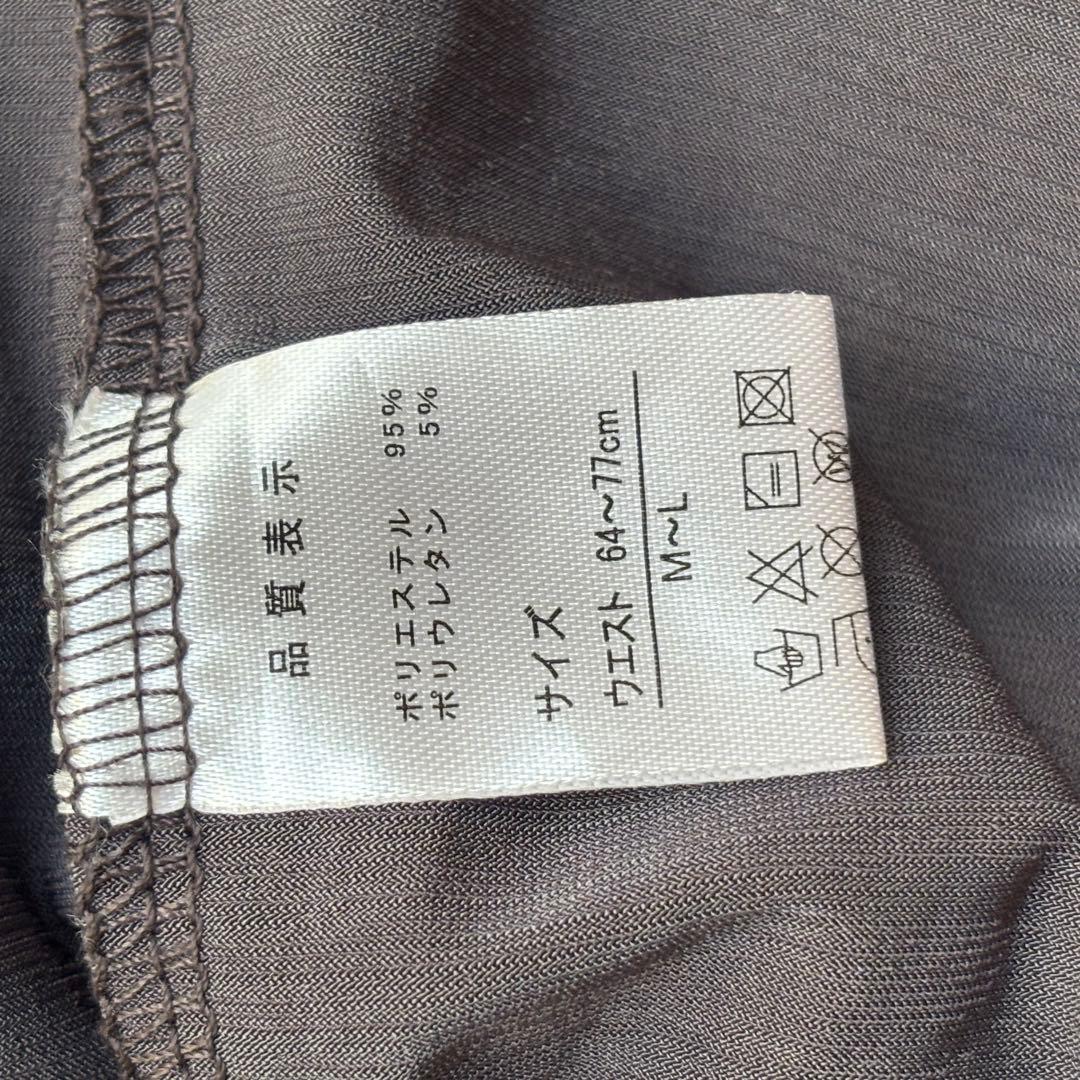 品質表示
ポリエステル 95%
ポリウレタン 5%
サイズ
ウエスト 64〜77cm
M〜L